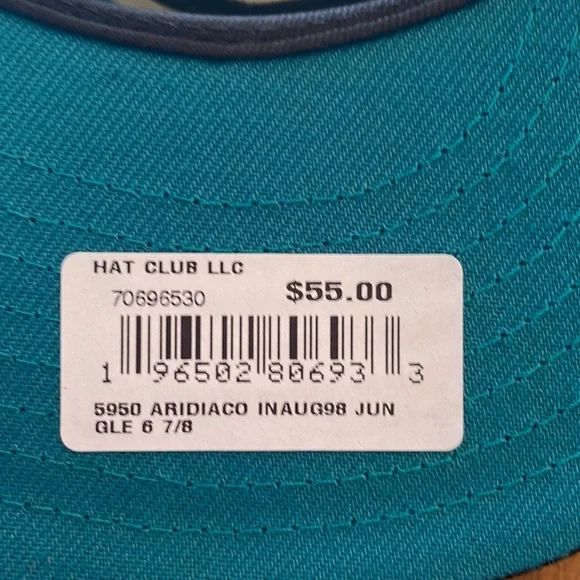 HAT CLUB LLC
70696530 $55.00
1 96502 80693 3
5950 ARIDIACO INAUG98 JUN
GLE 6 7/8